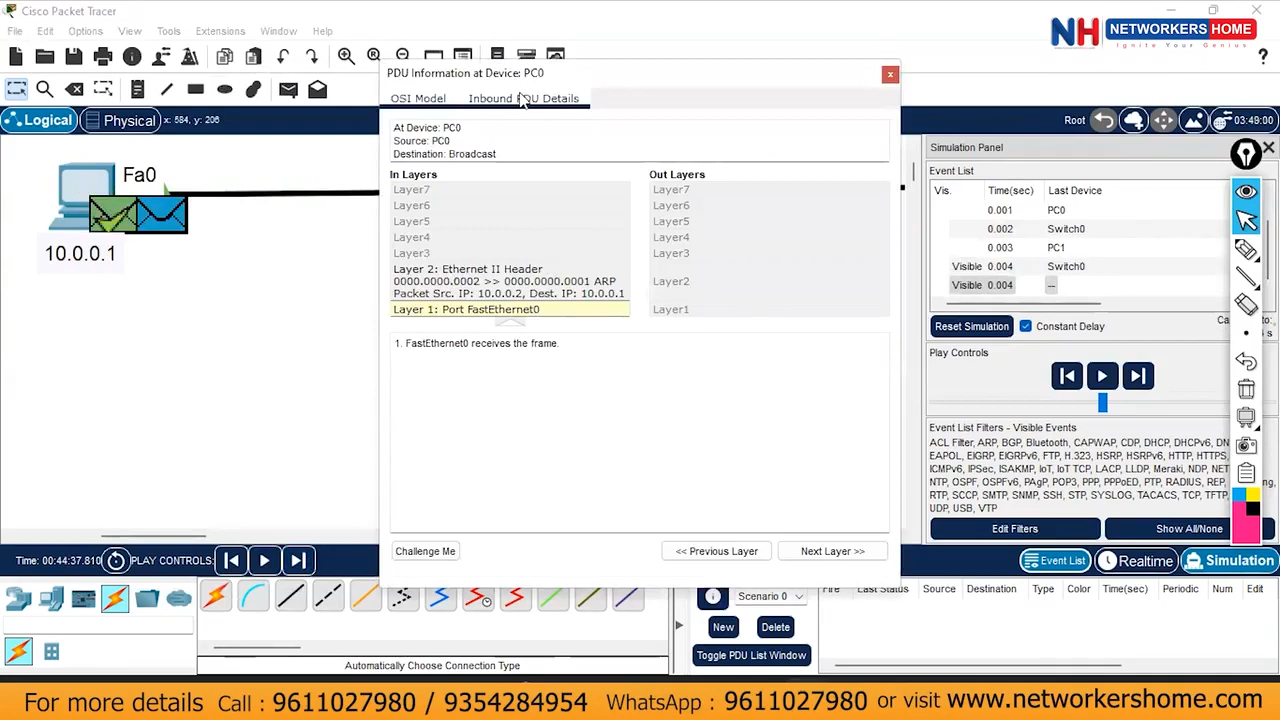 Cisco Packet Tracer
File Edit Options View Tools Extensions Window Help
NH NETWORKERS HOME
Ignite Your Genius
?
Logical Physical x: 584, y: 206
Root 03:49:00
PDU Information at Device: PC0
OSI Model Inbound PDU Details
At Device: PC0
Source: PC0
Destination: Broadcast
In Layers Out Layers
Layer7 Layer7
Layer6 Layer6
Layer5 Layer5
Layer4 Layer4
Layer3 Layer3
Layer 2: Ethernet II Header
0000.0000.0002 >> 0000.0000.0001 ARP
Packet Src. IP: 10.0.0.2, Dest. IP: 10.0.0.1
Layer2
Layer 1: Port FastEthernet0 Layer1
1. FastEthernet0 receives the frame.
Challenge Me << Previous Layer Next Layer >>
Fa0
10.0.0.1
Simulation Panel
Event List
Vis. Time(sec) Last Device
0.001 PC0
0.002 Switch0
0.003 PC1
Visible 0.004 Switch0
Visible 0.004 --
Reset Simulation Constant Delay
Play Controls
Event List Filters - Visible Events
ACL Filter, ARP, BGP, Bluetooth, CAPWAP, CDP, DHCP, DHCPv6,
EAPOL, EIGRP, EIGRPv6, FTP, H.323, HSRP, HSRPv6, HTTP, HTTPS,
ICMPv6, IPSec, ISAKMP, IoT, IoT TCP, LACP, LLDP, Meraki, NDP,
NTP, OSPF, OSPFv6, PAgP, POP3, PPP, PPPoED, PTP, RADIUS, REP,
RTP, SCCP, SMTP, SNMP, SSH, STP, SYSLOG, TACACS, TCP, TFTP,
UDP, USB, VTP
Edit Filters Show All/None
Time: 00:44:37.810 PLAY CONTROLS:
Event List Realtime Simulation
Scenario 0
New Delete
Toggle PDU List Window
Fire Last Status Source Destination Type Color Time(sec) Periodic Num Edit
Automatically Choose Connection Type
For more details Call : 9611027980 / 9354284954 WhatsApp : 9611027980 or visit www.networkershome.com